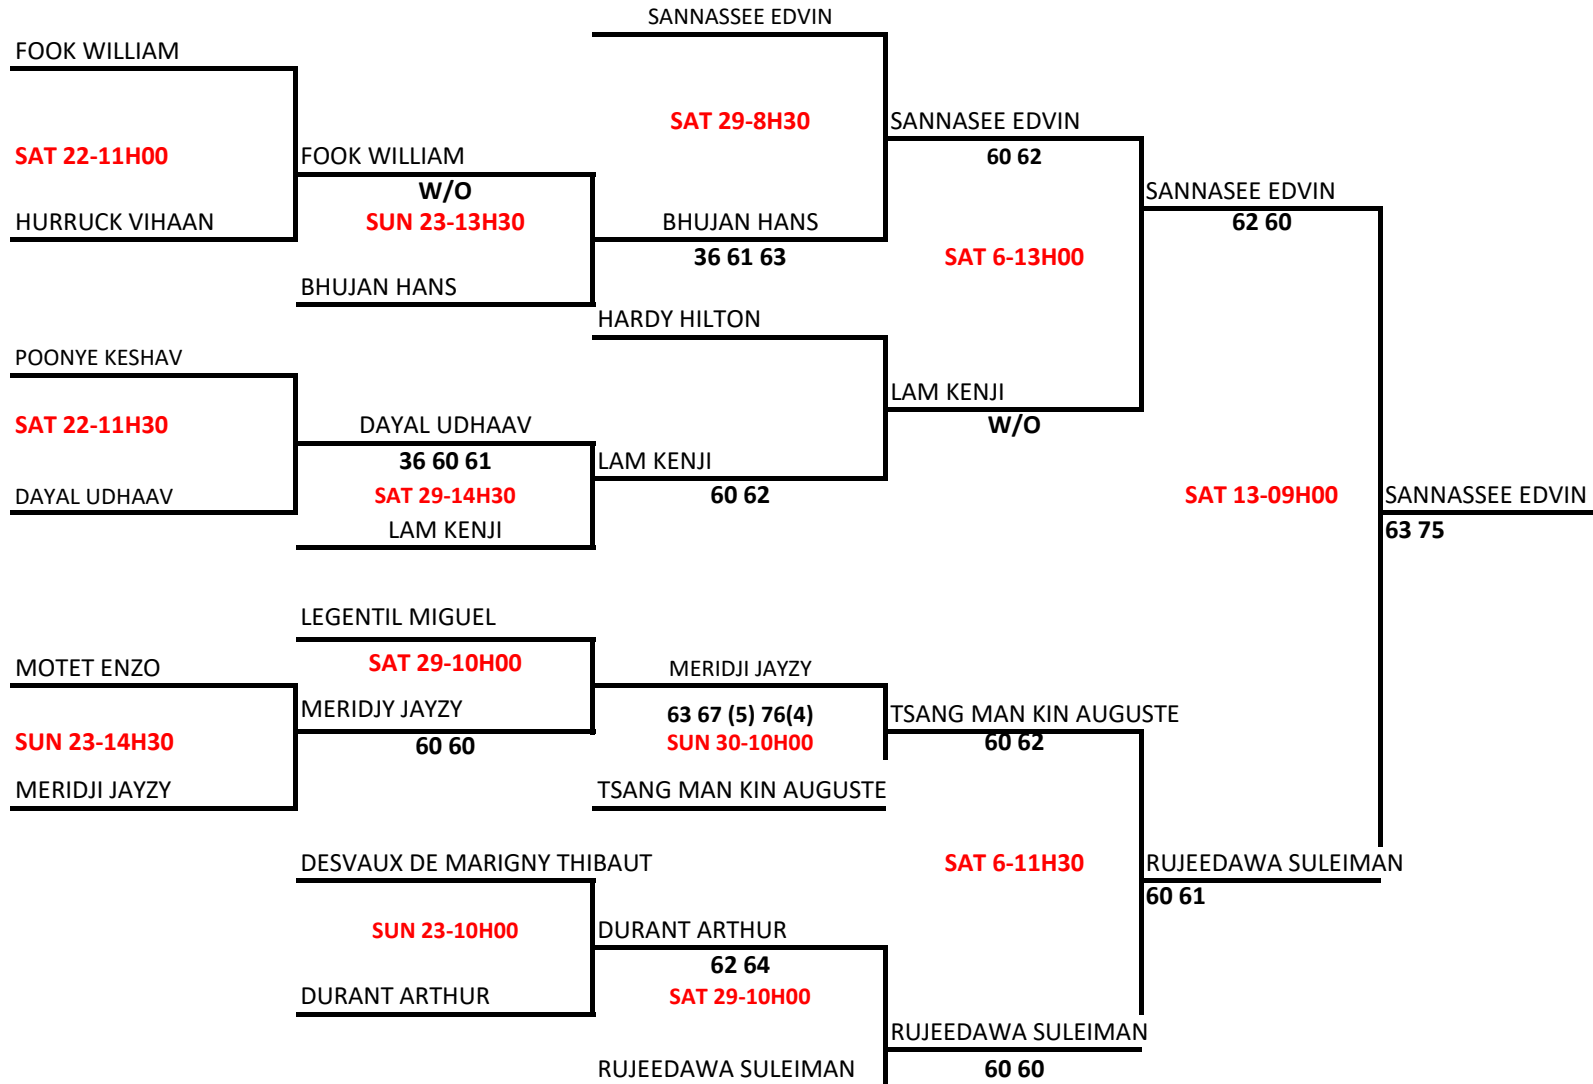 SANNASSEE EDVIN
FOOK WILLIAM
SAT 29-8H30
SANNASEE EDVIN
SAT 22-11H00
FOOK WILLIAM
60 62
W/O
SANNASEE EDVIN
HURRUCK VIHAAN
SUN 23-13H30
BHUJAN HANS
62 60
36 61 63
SAT 6-13H00
BHUJAN HANS
HARDY HILTON
POONYE KESHAV
LAM KENJI
SAT 22-11H30
DAYAL UDHAAV
W/O
36 60 61
LAM KENJI
DAYAL UDHAAV
SAT 29-14H30
60 62
SAT 13-09H00
SANNASSEE EDVIN
LAM KENJI
63 75
LEGENTIL MIGUEL
MOTET ENZO
SAT 29-10H00
MERIDJI JAYZY
MERIDJY JAYZY
63 67 (5) 76(4)
TSANG MAN KIN AUGUSTE
SUN 23-14H30
60 60
SUN 30-10H00
60 62
MERIDJI JAYZY
TSANG MAN KIN AUGUSTE
DESVAUX DE MARIGNY THIBAUT
SAT 6-11H30
RUJEEDAWA SULEIMAN
60 61
SUN 23-10H00
DURANT ARTHUR
62 64
DURANT ARTHUR
SAT 29-10H00
RUJEEDAWA SULEIMAN
RUJEEDAWA SULEIMAN
60 60